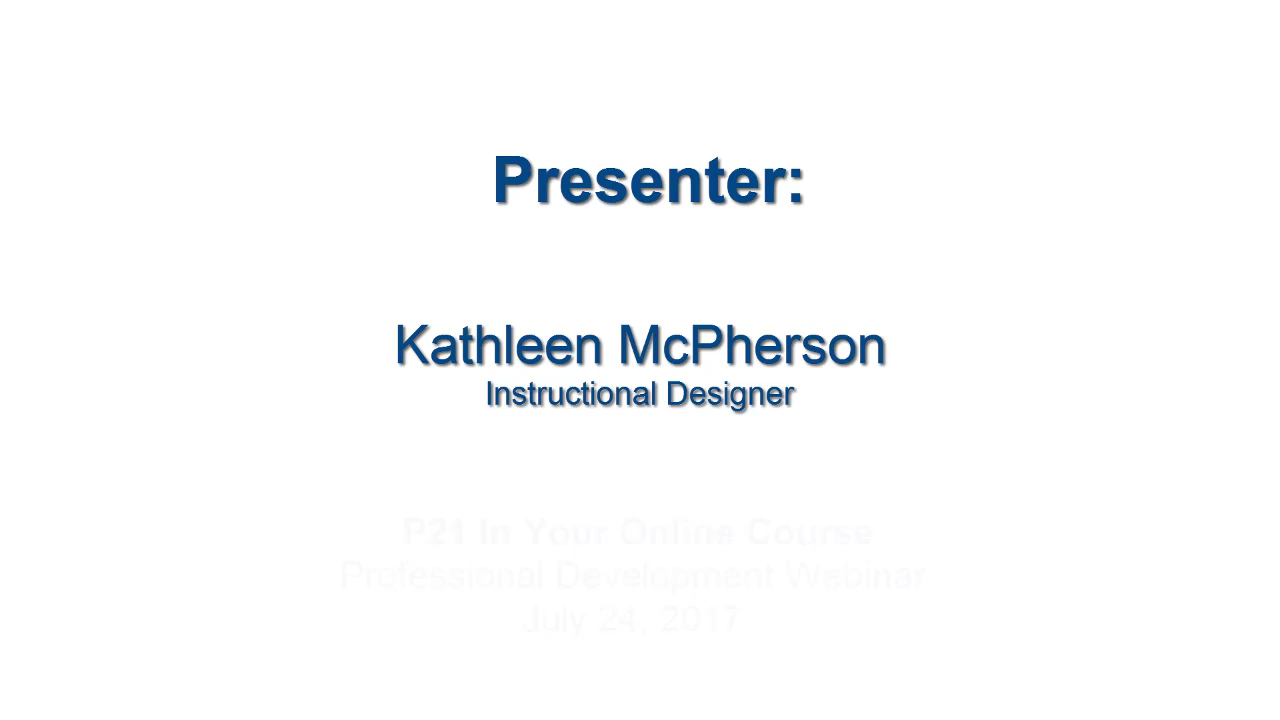 Presenter:
Kathleen McPherson
Instructional Designer
P21 In Your Online Course
Professional Development Webinar
July 24, 2017